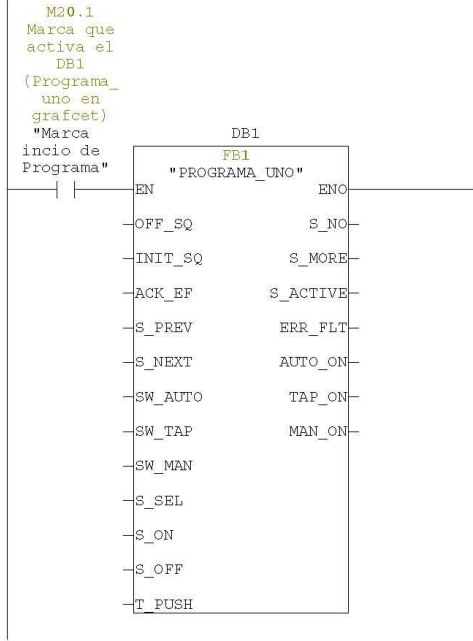 M20.1
Marca que
activa el
DB1
(Programa_
uno en
grafcet)
"Marca
incio de
Programa"
DB1
FB1
"PROGRAMA_UNO"
EN ENO
OFF_SQ S_NO
INIT_SQ S_MORE
ACK_EF S_ACTIVE
S_PREV ERR_FLT
S_NEXT AUTO_ON
SW_AUTO TAP_ON
SW_TAP MAN_ON
SW_MAN
S_SEL
S_ON
S_OFF
T_PUSH